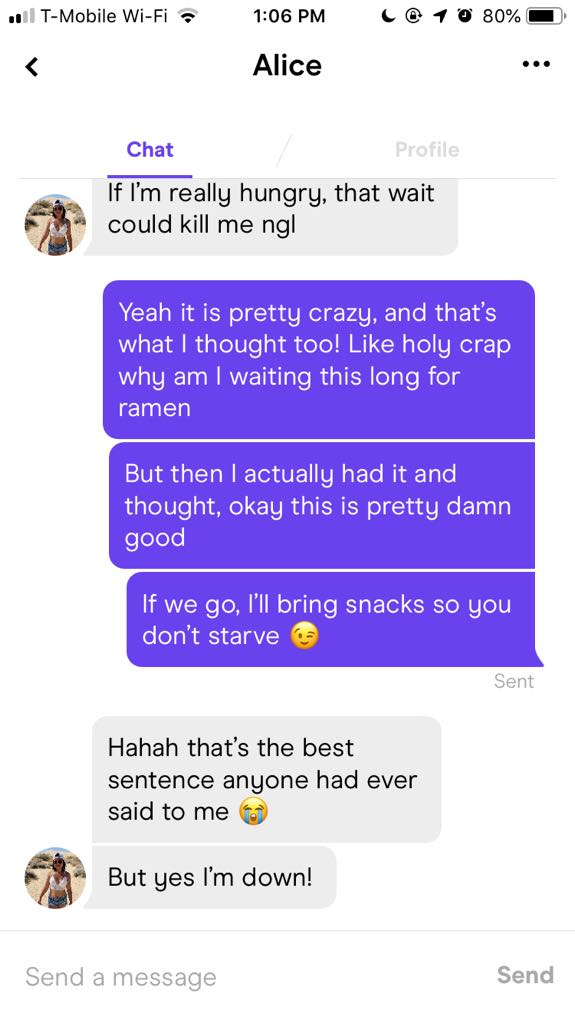 T-Mobile Wi-Fi 1:06 PM 80%
Alice
Chat Profile
If I'm really hungry, that wait
could kill me ngl
Yeah it is pretty crazy, and that's
what I thought too! Like holy crap
why am I waiting this long for
ramen
But then I actually had it and
thought, okay this is pretty damn
good
If we go, I'll bring snacks so you
don't starve 😉
Sent
Hahah that's the best
sentence anyone had ever
said to me 😭
But yes I'm down!
Send a message Send